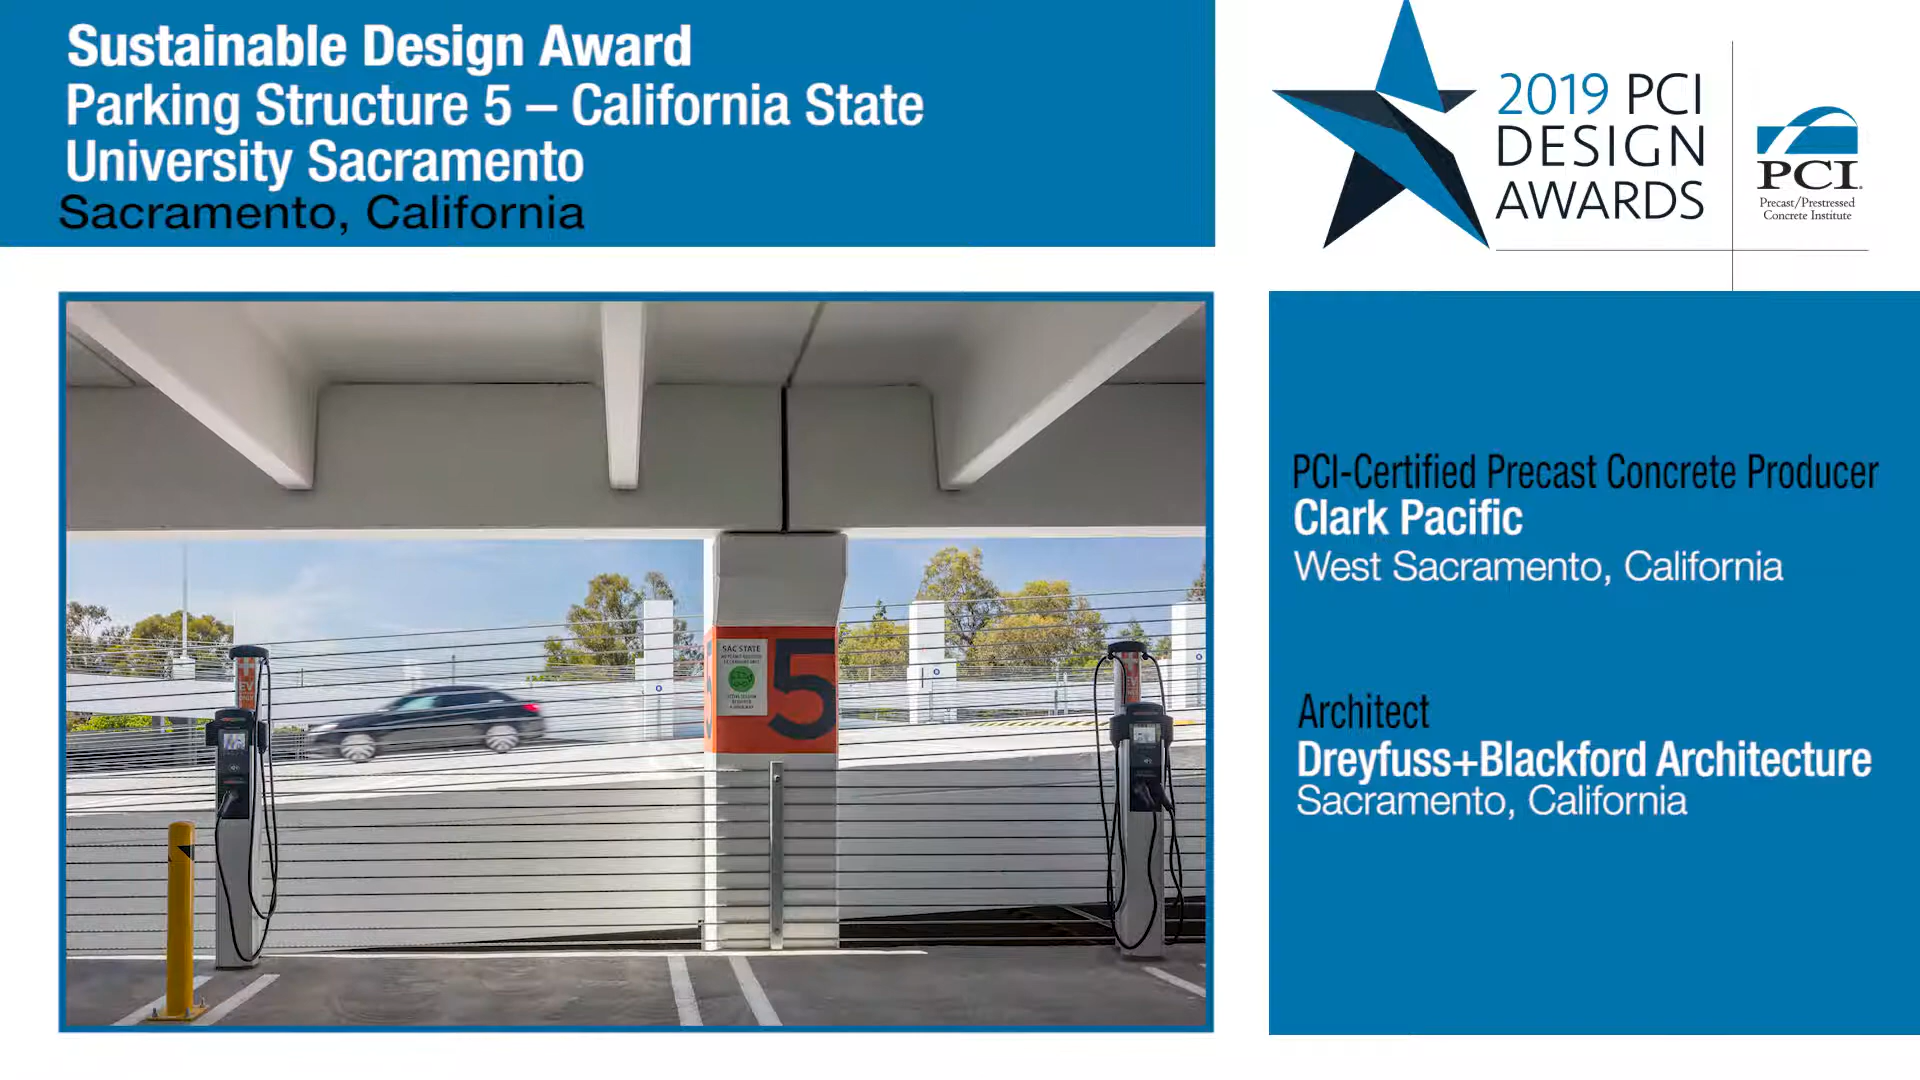 Sustainable Design Award
Parking Structure 5 – California State
University Sacramento
Sacramento, California
2019 PCI
DESIGN
AWARDS
PCI
Precast/Prestressed
Concrete Institute
PCI-Certified Precast Concrete Producer
Clark Pacific
West Sacramento, California
Architect
Dreyfuss+Blackford Architecture
Sacramento, California
SAC STATE
5
EV